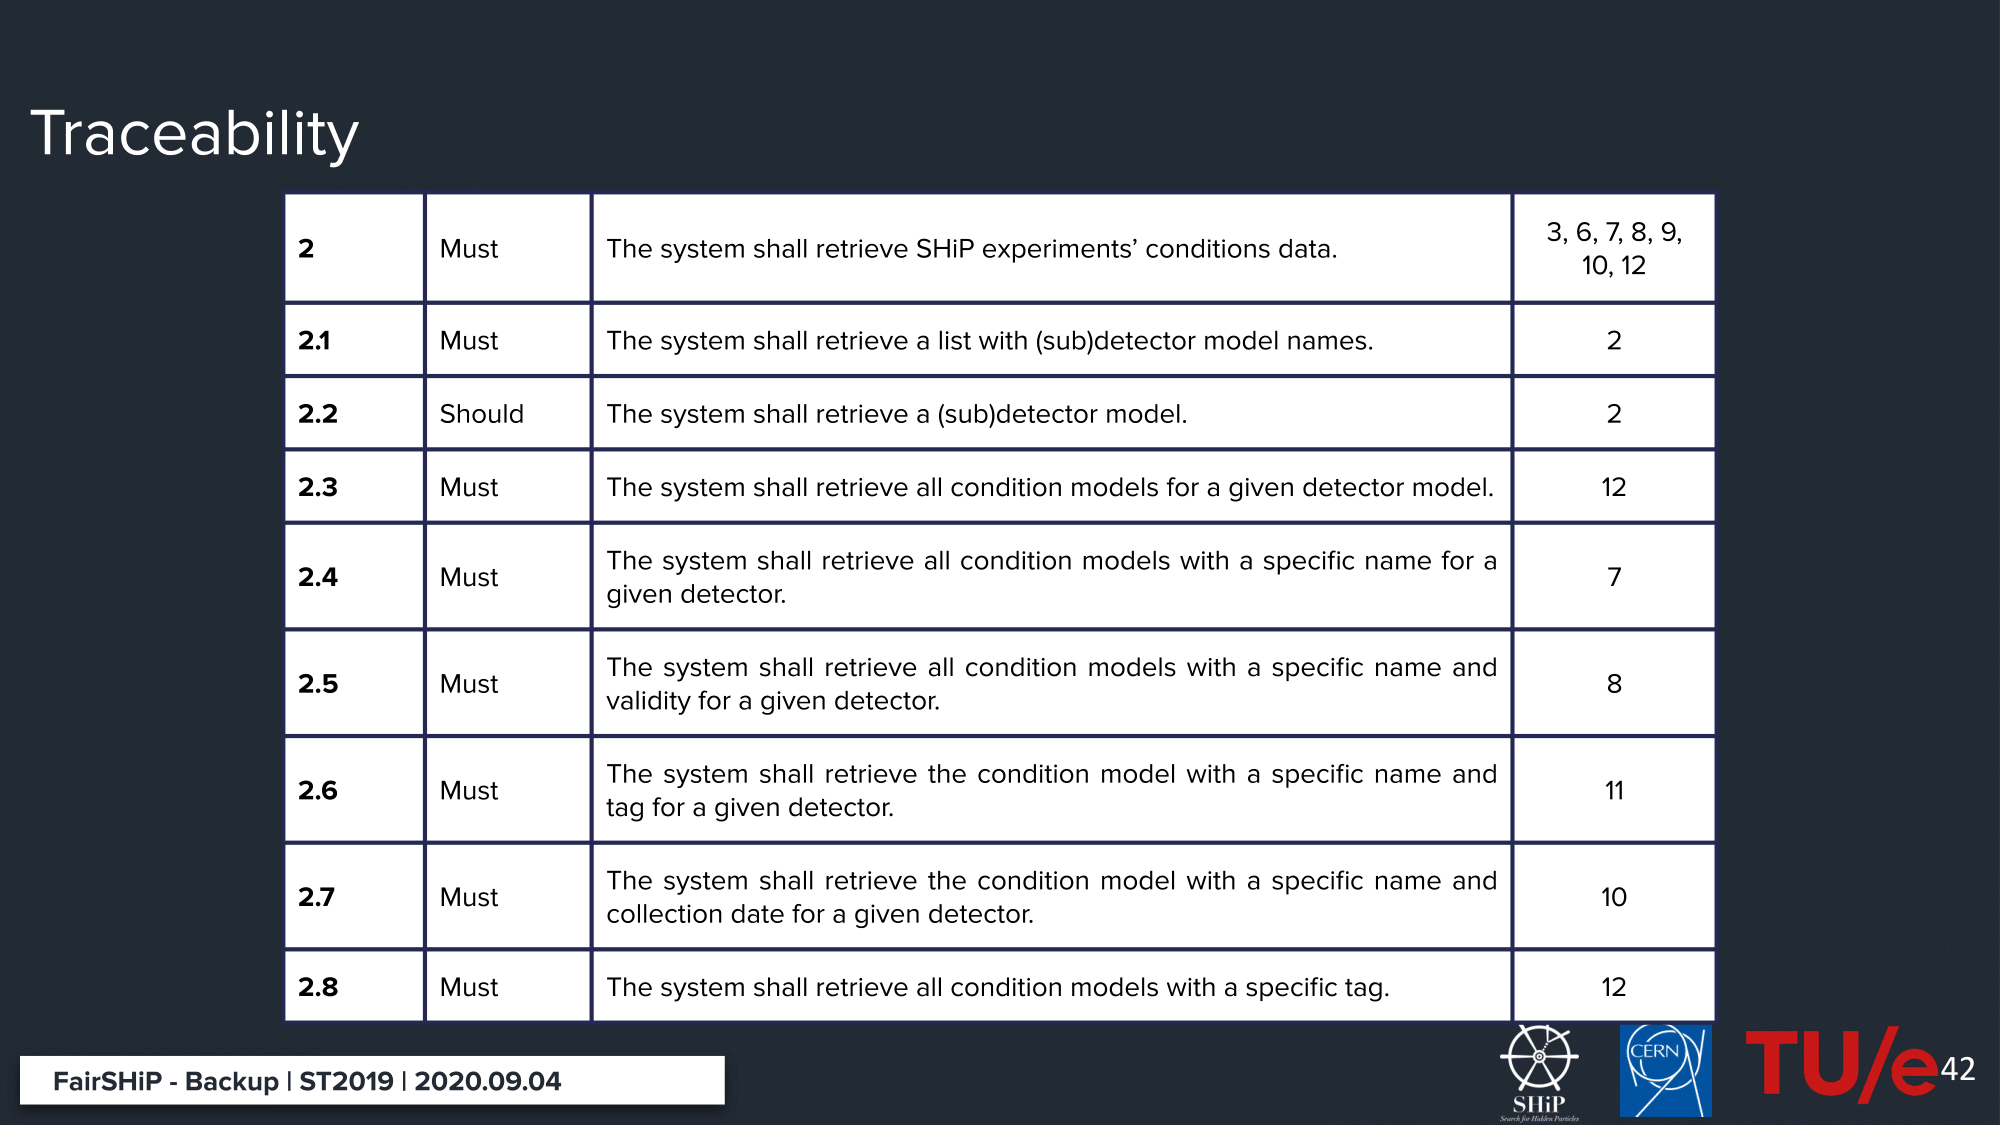 Traceability
2
Must
The system shall retrieve SHiP experiments’ conditions data.
3, 6, 7, 8, 9,
10, 12
2.1
Must
The system shall retrieve a list with (sub)detector model names.
2
2.2
Should
The system shall retrieve a (sub)detector model.
2
2.3
Must
The system shall retrieve all condition models for a given detector model.
12
2.4
Must
The system shall retrieve all condition models with a specific name for a
given detector.
7
2.5
Must
The system shall retrieve all condition models with a specific name and
validity for a given detector.
8
2.6
Must
The system shall retrieve the condition model with a specific name and
tag for a given detector.
11
2.7
Must
The system shall retrieve the condition model with a specific name and
collection date for a given detector.
10
2.8
Must
The system shall retrieve all condition models with a specific tag.
12
FairSHiP - Backup | ST2019 | 2020.09.04
SHiP
Search for Hidden Particles
CERN
TU/e
42